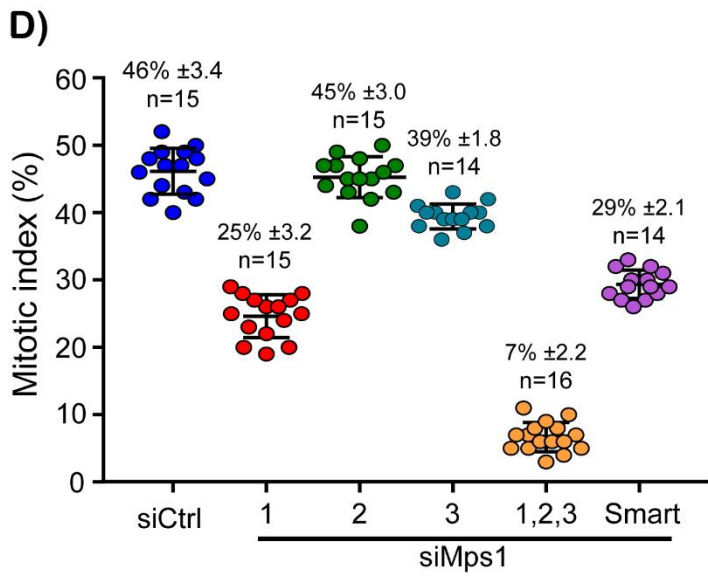 D)
46% ±3.4
n=15
25% ±3.2
n=15
45% ±3.0
n=15
39% ±1.8
n=14
7% ±2.2
n=16
29% ±2.1
n=14
Mitotic index (%)
60
50
40
30
20
10
0
siCtrl 1 2 3 1,2,3 Smart
siMps1